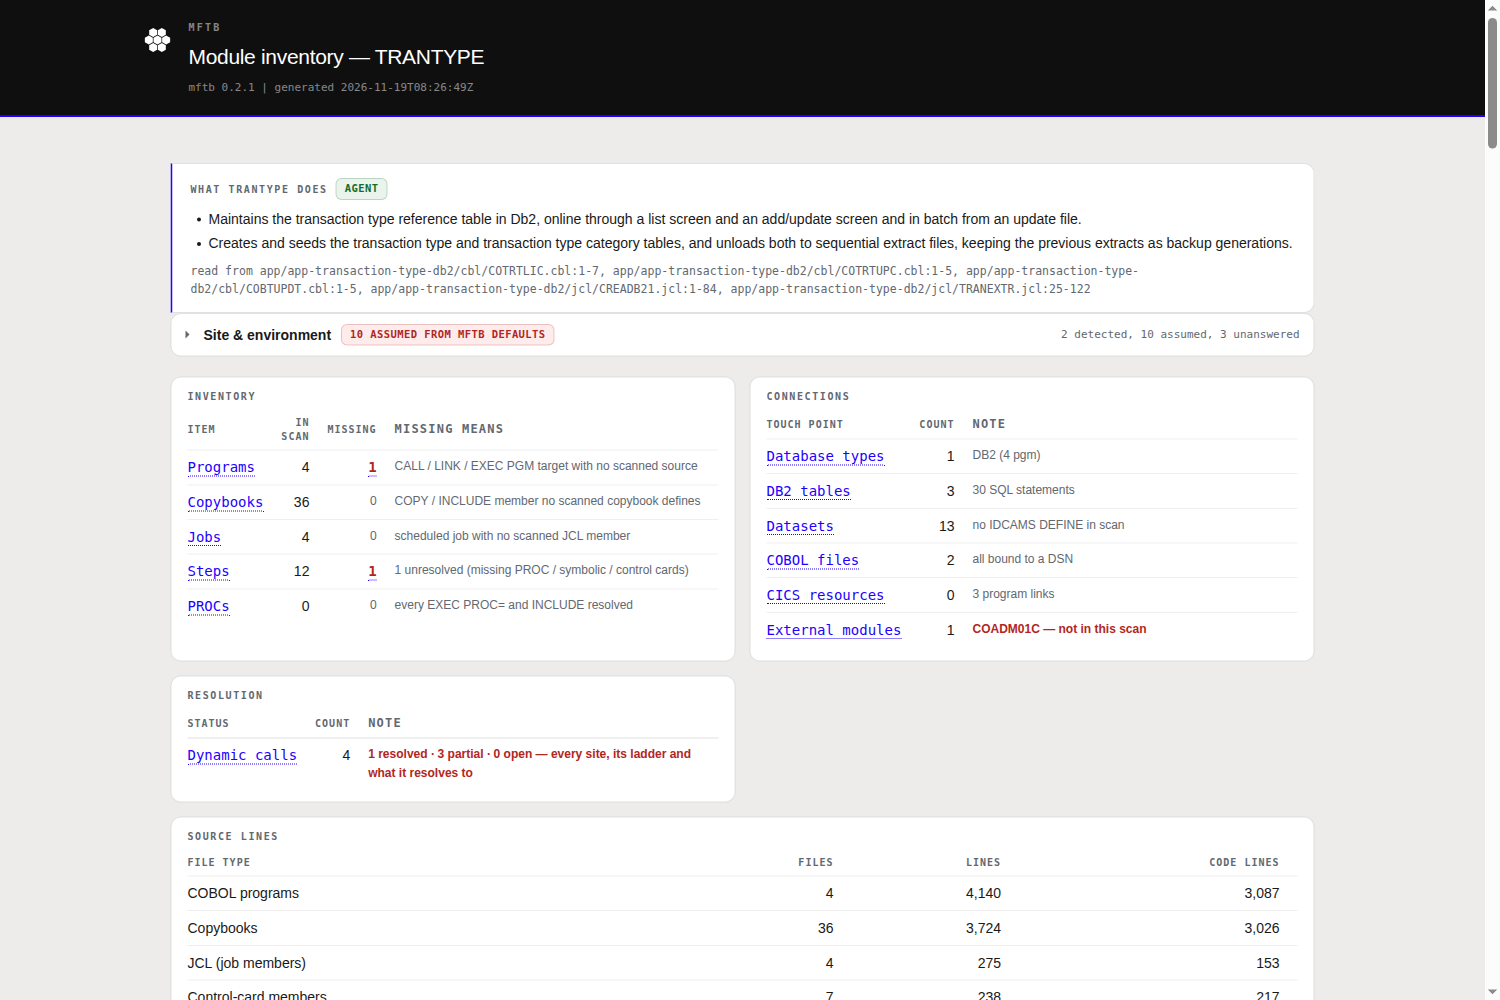 MFTB
Module inventory — TRANTYPE
mftb 0.2.1 | generated 2026-11-19T08:26:49Z
WHAT TRANTYPE DOES AGENT
• Maintains the transaction type reference table in Db2, online through a list screen and an add/update screen and in batch from an update file.
• Creates and seeds the transaction type and transaction type category tables, and unloads both to sequential extract files, keeping the previous extracts as backup generations.
read from app/app-transaction-type-db2/cbl/COTRTLIC.cbl:1-7, app/app-transaction-type-db2/cbl/COTRTUPC.cbl:1-5, app/app-transaction-type-
db2/cbl/COBTUPDT.cbl:1-5, app/app-transaction-type-db2/jcl/CREADB21.jcl:1-84, app/app-transaction-type-db2/jcl/TRANEXTR.jcl:25-122
Site & environment 10 ASSUMED FROM MFTB DEFAULTS 2 detected, 10 assumed, 3 unanswered
INVENTORY
ITEM IN SCAN MISSING MISSING MEANS
Programs 4 1 CALL / LINK / EXEC PGM target with no scanned source
Copybooks 36 0 COPY / INCLUDE member no scanned copybook defines
Jobs 4 0 scheduled job with no scanned JCL member
Steps 12 1 1 unresolved (missing PROC / symbolic / control cards)
PROCs 0 0 every EXEC PROC= and INCLUDE resolved
CONNECTIONS
TOUCH POINT COUNT NOTE
Database types 1 DB2 (4 pgm)
DB2 tables 3 30 SQL statements
Datasets 13 no IDCAMS DEFINE in scan
COBOL files 2 all bound to a DSN
CICS resources 0 3 program links
External modules 1 COADM01C — not in this scan
RESOLUTION
STATUS COUNT NOTE
Dynamic calls 4 1 resolved · 3 partial · 0 open — every site, its ladder and
what it resolves to
SOURCE LINES
FILE TYPE FILES LINES CODE LINES
COBOL programs 4 4,140 3,087
Copybooks 36 3,724 3,026
JCL (job members) 4 275 153
Control-card members 7 238 217